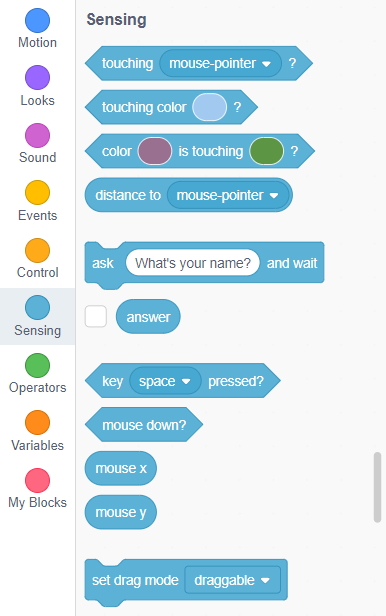 Motion
Looks
Sound
Events
Control
Sensing
Operators
Variables
My Blocks
Sensing
touching mouse-pointer ?
touching color ?
color is touching ?
distance to mouse-pointer
ask What's your name? and wait
answer
key space pressed?
mouse down?
mouse x
mouse y
set drag mode draggable